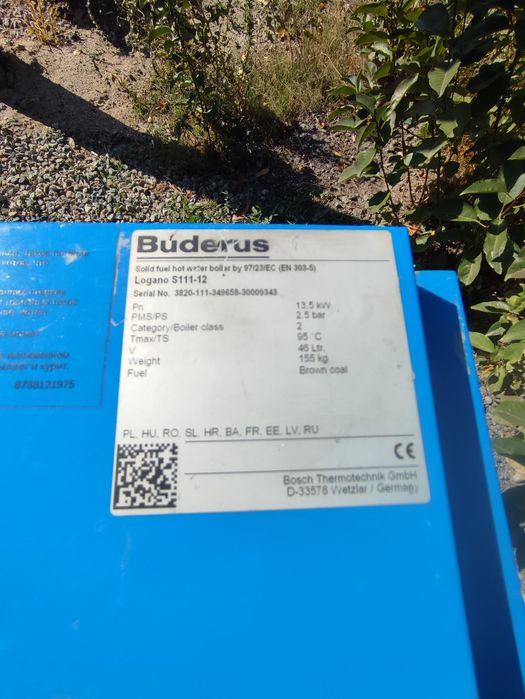 Buderus
Solid fuel hot water boiler by 97/23/EC (EN 303-5)
Logano S111-12
Serial No. 3820-111-349658-30009343
Pn 13,5 kW
PMS/PS 2,5 bar
Category/Boiler class 2
Tmax/TS 95 °C
V 46 Ltr,
Weight 155 kg
Fuel Brown coal
PL, HU, RO, SL, HR, BA, FR, EE, LV, RU
CE
Bosch Thermotechnik GmbH
D-33576 Wetzlar / Germany
и курит.
6738121975